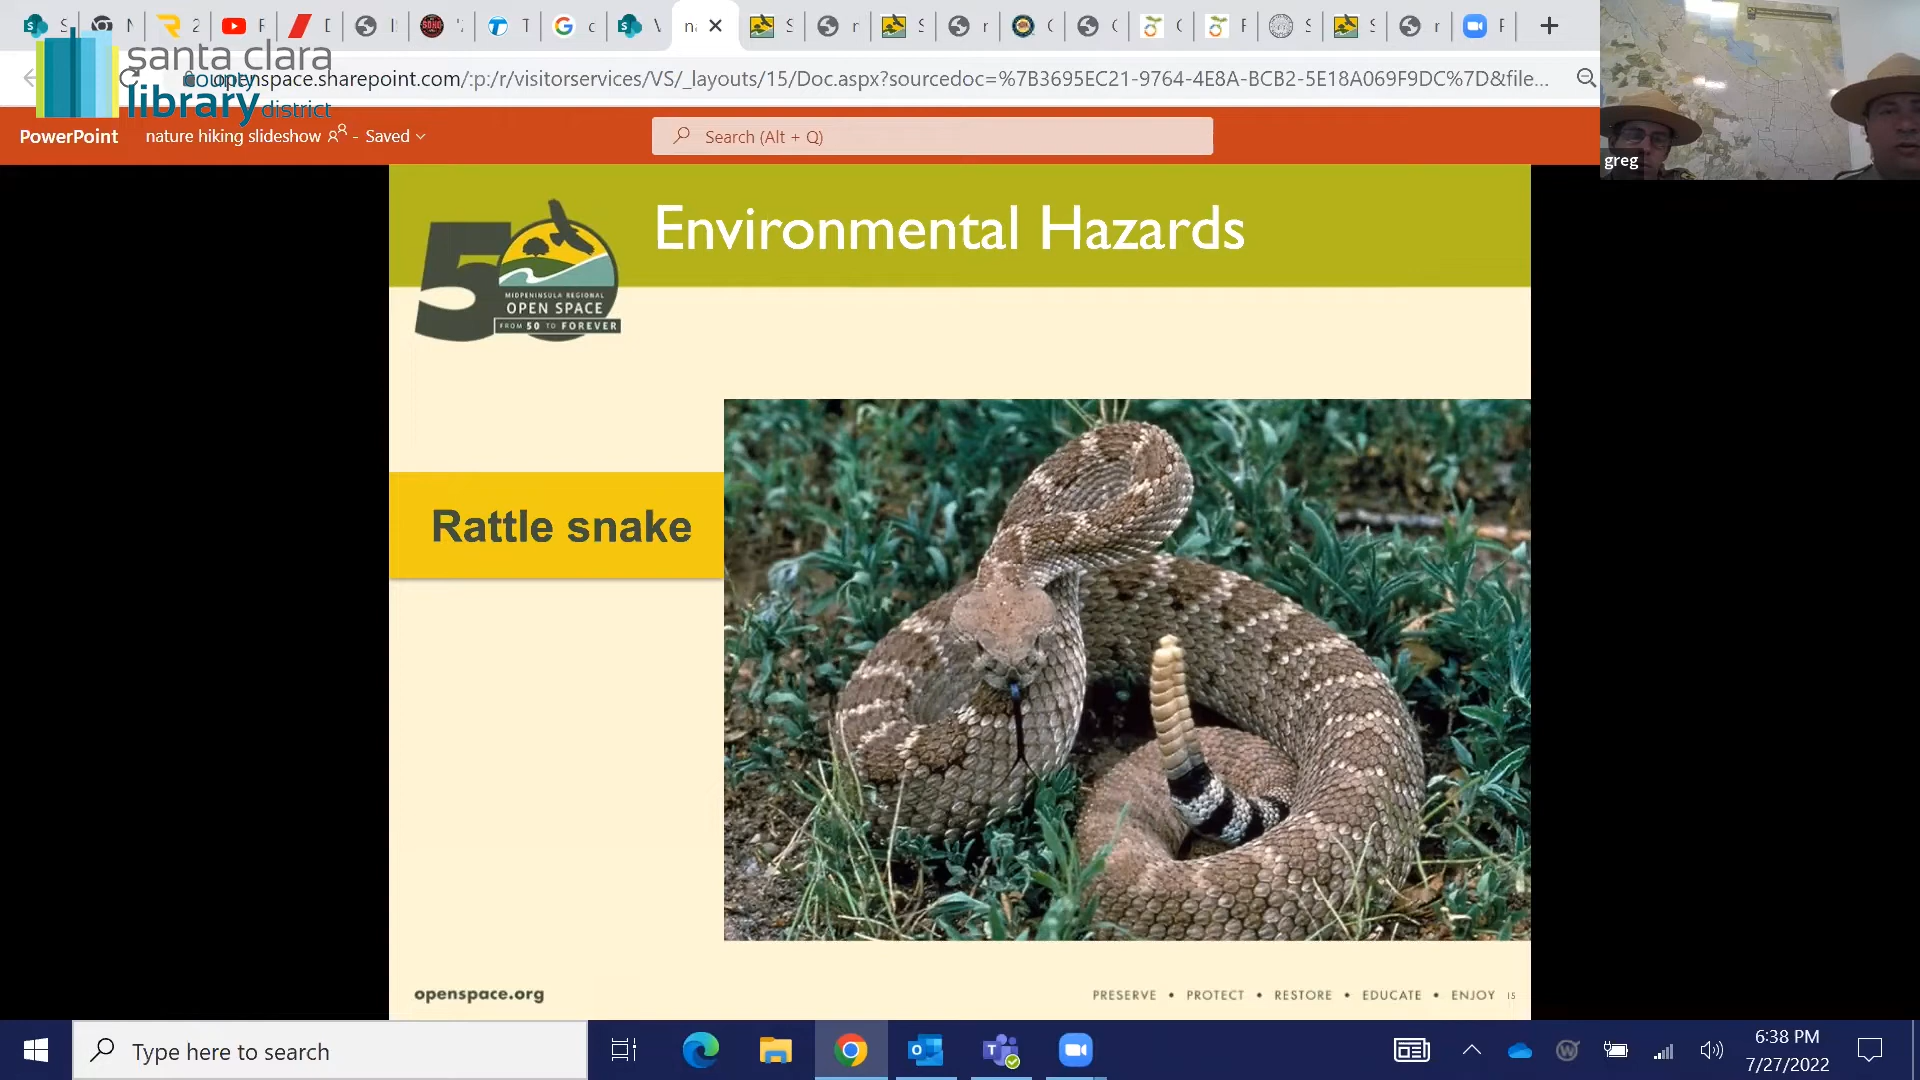 openspace.sharepoint.com/:p:/r/visitorservices/VS/_layouts/15/Doc.aspx?sourcedoc=%7B3695EC21-9764-4E8A-BCB2-5E18A069F9DC%7D&file...
santa clara
county
library district
PowerPoint
nature hiking slideshow - Saved
Search (Alt + Q)
greg
Environmental Hazards
50
MIDPENINSULA REGIONAL
OPEN SPACE
FROM 50 TO FOREVER
Rattle snake
openspace.org
PRESERVE • PROTECT • RESTORE • EDUCATE • ENJOY 15
Type here to search
6:38 PM
7/27/2022